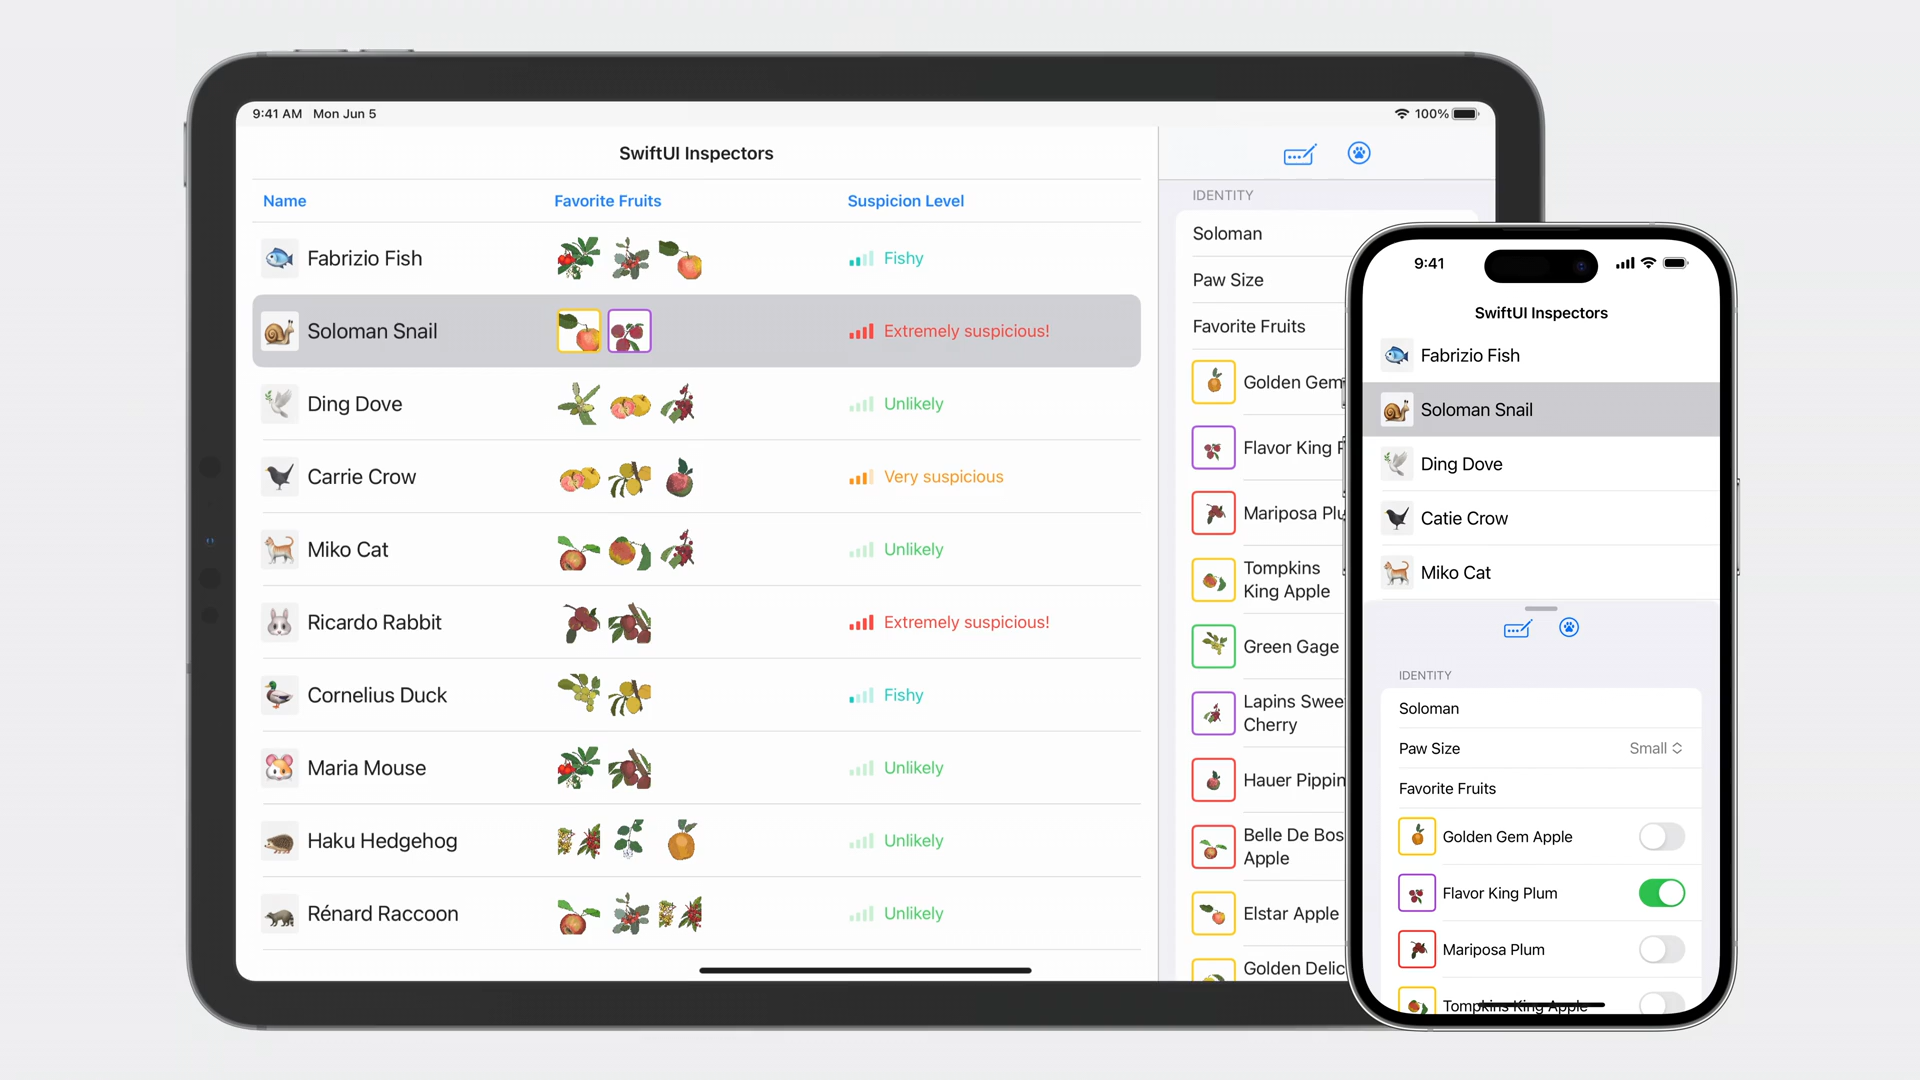 9:41 AM Mon Jun 5
100%
SwiftUI Inspectors
Name Favorite Fruits Suspicion Level
Fabrizio Fish Fishy
Soloman Snail Extremely suspicious!
Ding Dove Unlikely
Carrie Crow Very suspicious
Miko Cat Unlikely
Ricardo Rabbit Extremely suspicious!
Cornelius Duck Fishy
Maria Mouse Unlikely
Haku Hedgehog Unlikely
Rénard Raccoon Unlikely
IDENTITY
Soloman
Paw Size
Favorite Fruits
Golden Gem
Flavor King
Mariposa Plu
Tompkins
King Apple
Green Gage
Lapins Swee
Cherry
Hauer Pippin
Belle De Bos
Apple
Elstar Apple
Golden Delic
9:41
SwiftUI Inspectors
Fabrizio Fish
Soloman Snail
Ding Dove
Catie Crow
Miko Cat
IDENTITY
Soloman
Paw Size Small
Favorite Fruits
Golden Gem Apple
Flavor King Plum
Mariposa Plum
Tompkins King Apple